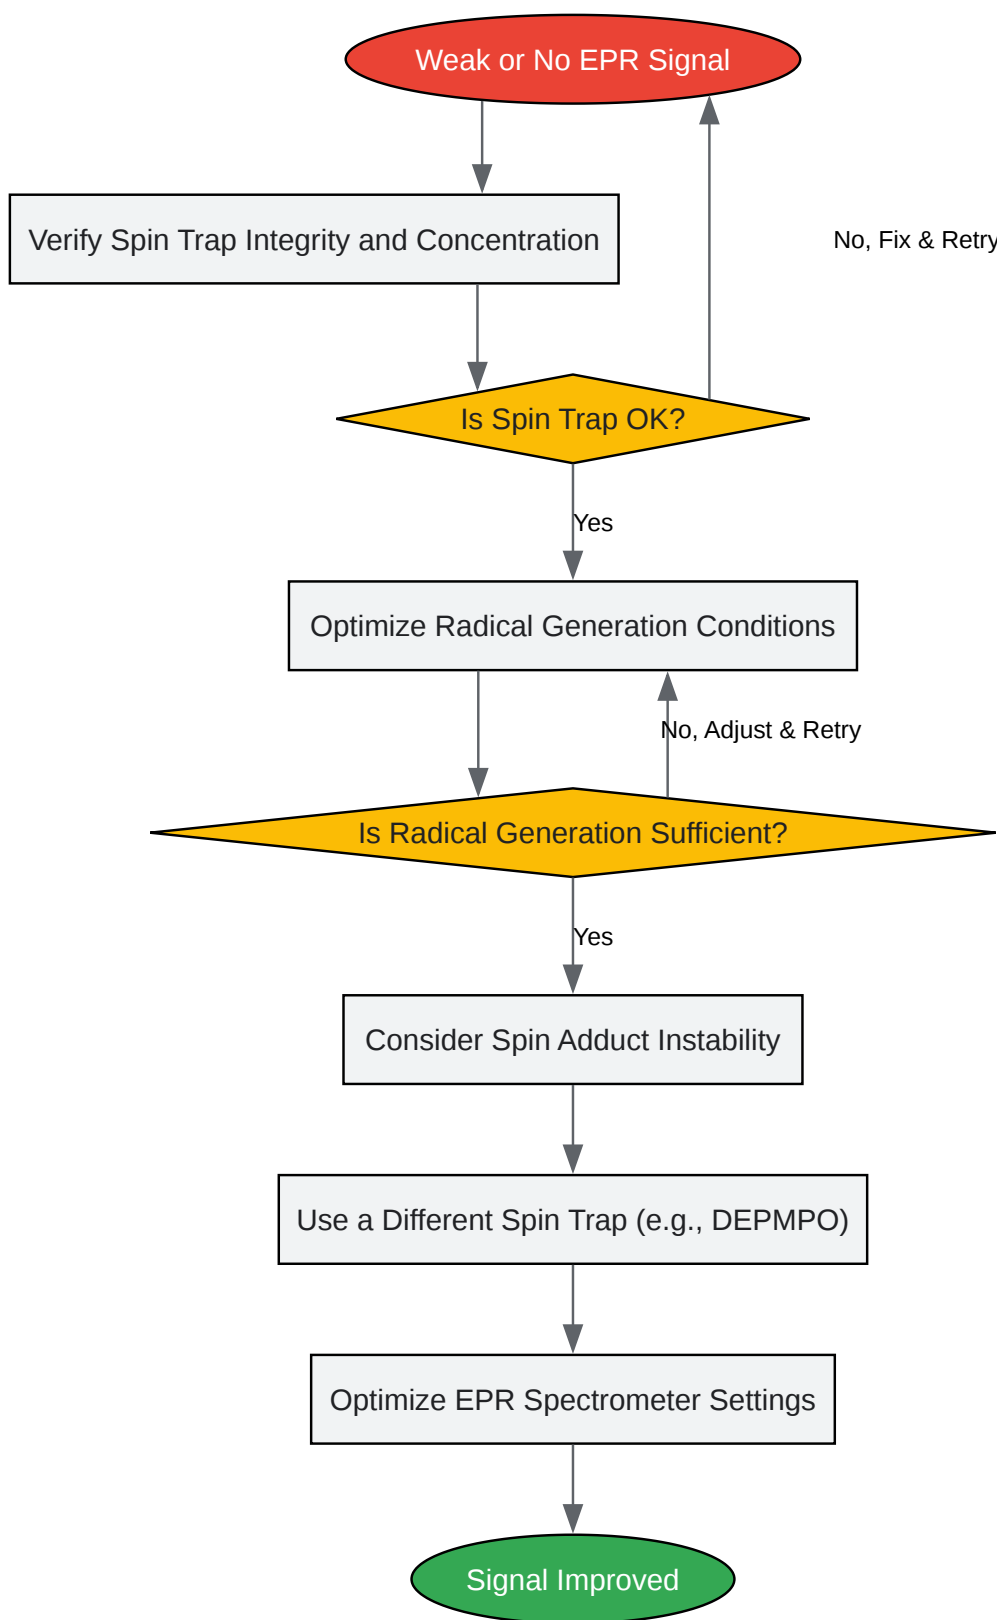 Weak or No EPR Signal
Verify Spin Trap Integrity and Concentration
No, Fix & Retry
Is Spin Trap OK?
Yes
Optimize Radical Generation Conditions
No, Adjust & Retry
Is Radical Generation Sufficient?
Yes
Consider Spin Adduct Instability
Use a Different Spin Trap (e.g., DEPMPO)
Optimize EPR Spectrometer Settings
Signal Improved